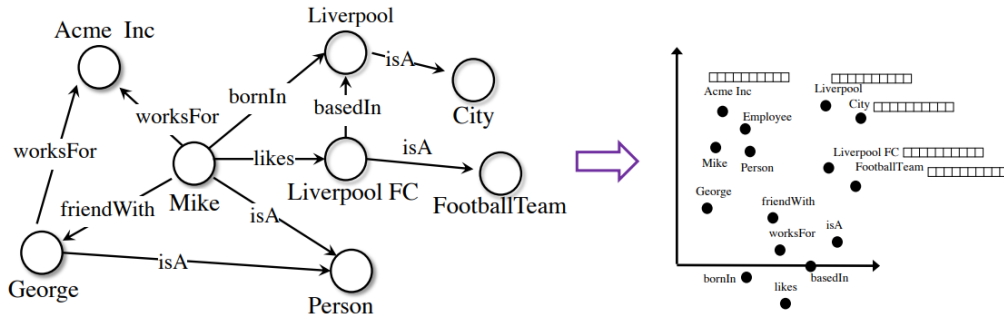 Liverpool
Acme Inc
isA
bornIn
basedIn
City
worksFor
worksFor
likes
isA
Liverpool FC
Mike
FootballTeam
friendWith
isA
isA
George
Person
Acme Inc
Liverpool
City
Employee
Mike
Person
Liverpool FC
FootballTeam
George
friendWith
worksFor
isA
bornIn
basedIn
likes